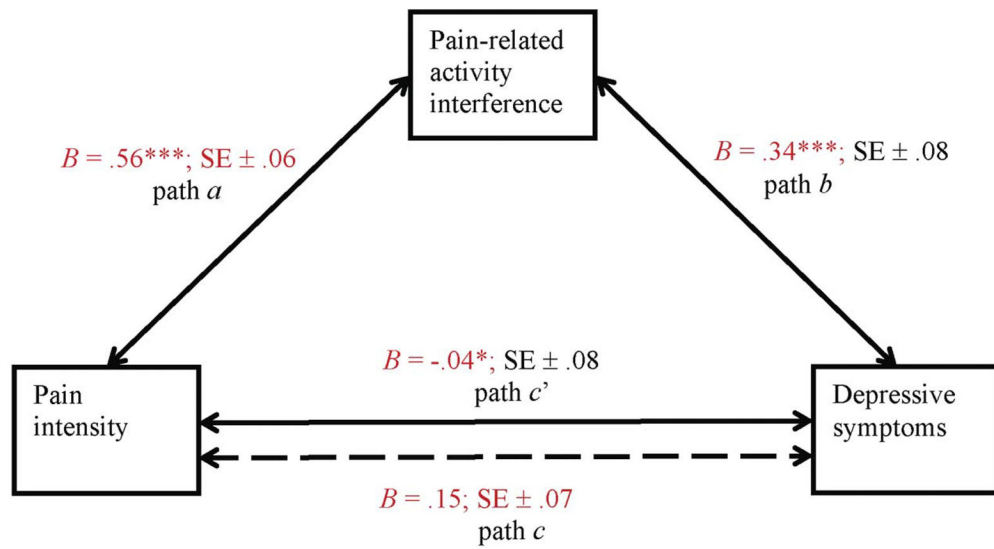 Pain-related
activity
interference
B = .56***; SE ± .06
path a
B = .34***; SE ± .08
path b
B = -.04*; SE ± .08
path c’
Pain
intensity
Depressive
symptoms
B = .15; SE ± .07
path c